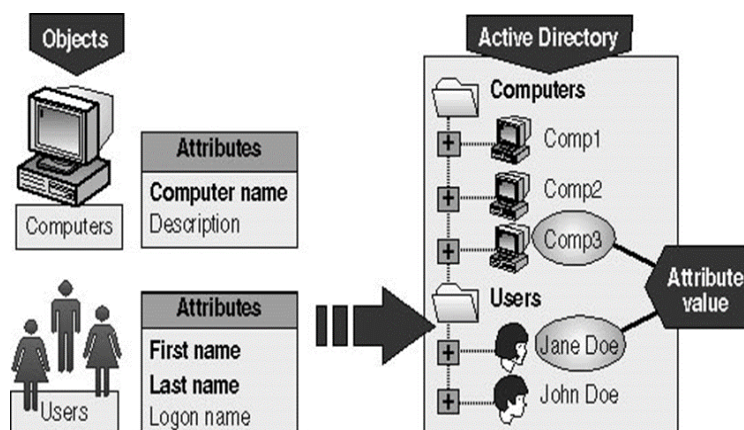 Objects
Computers
Attributes
Computer name
Description
Users
Attributes
First name
Last name
Logon name
Active Directory
Computers
Comp1
Comp2
Comp3
Users
Jane Doe
John Doe
Attribute
value